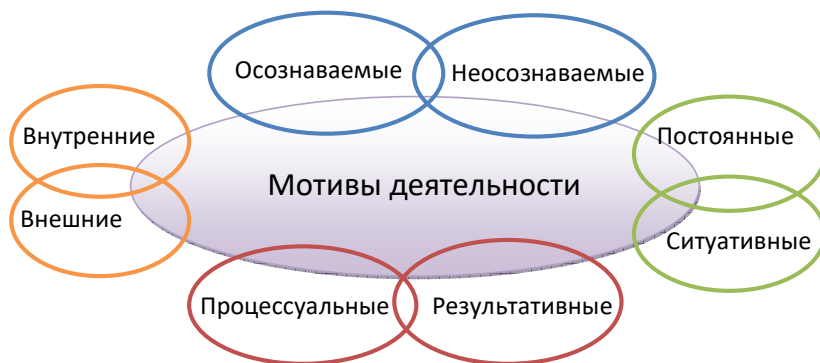 Осознаваемые
Неосознаваемые
Внутренние
Внешние
Мотивы деятельности
Постоянные
Ситуативные
Процессуальные
Результативные